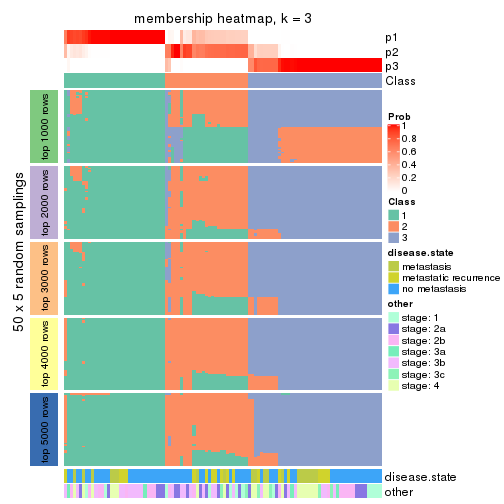 membership heatmap, k = 3
p1
p2
p3
Class
50 x 5 random samplings
top 1000 rows
top 2000 rows
top 3000 rows
top 4000 rows
top 5000 rows
disease.state
other
Prob
1
0.8
0.6
0.4
0.2
0
Class
1
2
3
disease.state
metastasis
metastatic recurrence
no metastasis
other
stage: 1
stage: 2a
stage: 2b
stage: 3a
stage: 3b
stage: 3c
stage: 4